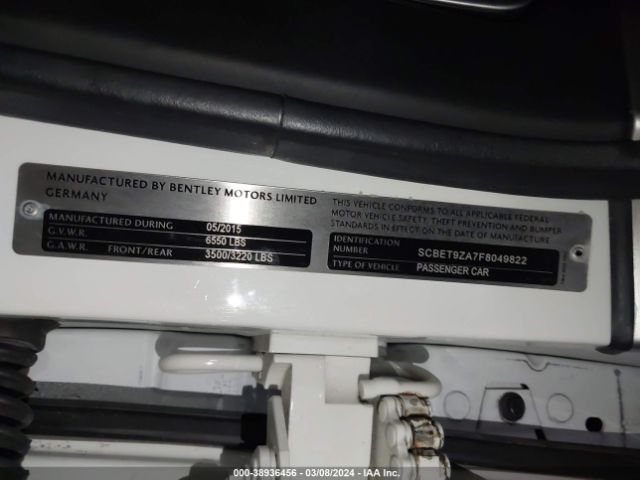 MANUFACTURED BY BENTLEY MOTORS LIMITED
GERMANY
MANUFACTURED DURING 05/2015
G.V.W.R. 6550 LBS
G.A.W.R. FRONT/REAR 3500/3220 LBS
THIS VEHICLE CONFORMS TO ALL APPLICABLE FEDERAL
MOTOR VEHICLE SAFETY, THEFT PREVENTION AND BUMPER
STANDARDS IN EFFECT ON THE DATE OF MANUFACTURE
IDENTIFICATION
NUMBER SCBET9ZA7F8049822
TYPE OF VEHICLE PASSENGER CAR
000-38936456 - 03/08/2024 - IAA Inc.